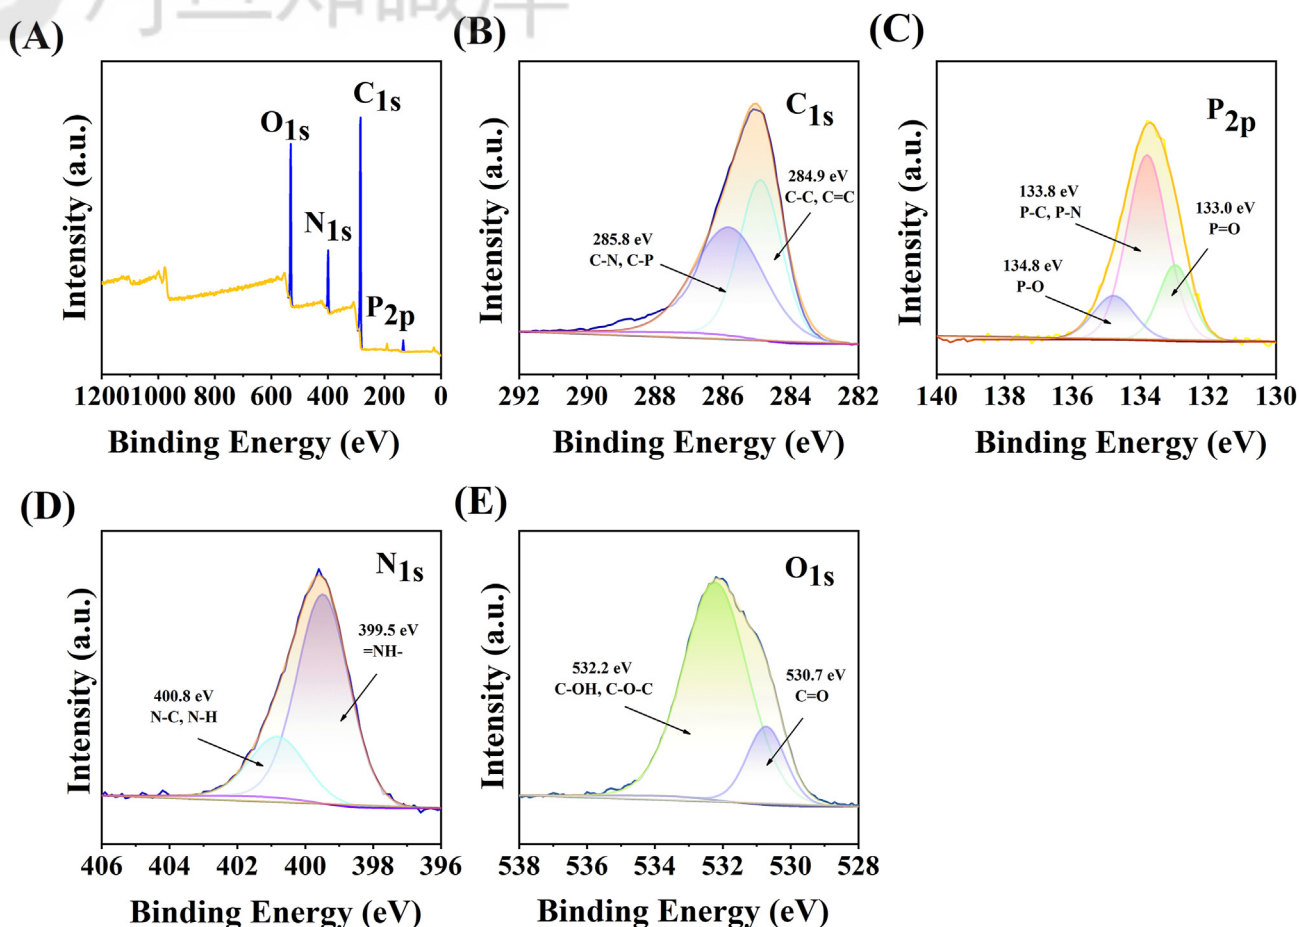 (A)
C1s
O1s
N1s
P2p
Intensity (a.u.)
1200 1000 800 600 400 200 0
Binding Energy (eV)
(B)
C1s
284.9 eV
C-C, C=C
285.8 eV
C-N, C-P
Intensity (a.u.)
292 290 288 286 284 282
Binding Energy (eV)
(C)
P2p
133.8 eV
P-C, P-N
133.0 eV
P=O
134.8 eV
P-O
Intensity (a.u.)
140 138 136 134 132 130
Binding Energy (eV)
(D)
N1s
399.5 eV
=NH-
400.8 eV
N-C, N-H
Intensity (a.u.)
406 404 402 400 398 396
Binding Energy (eV)
(E)
O1s
532.2 eV
C-OH, C-O-C
530.7 eV
C=O
Intensity (a.u.)
538 536 534 532 530 528
Binding Energy (eV)